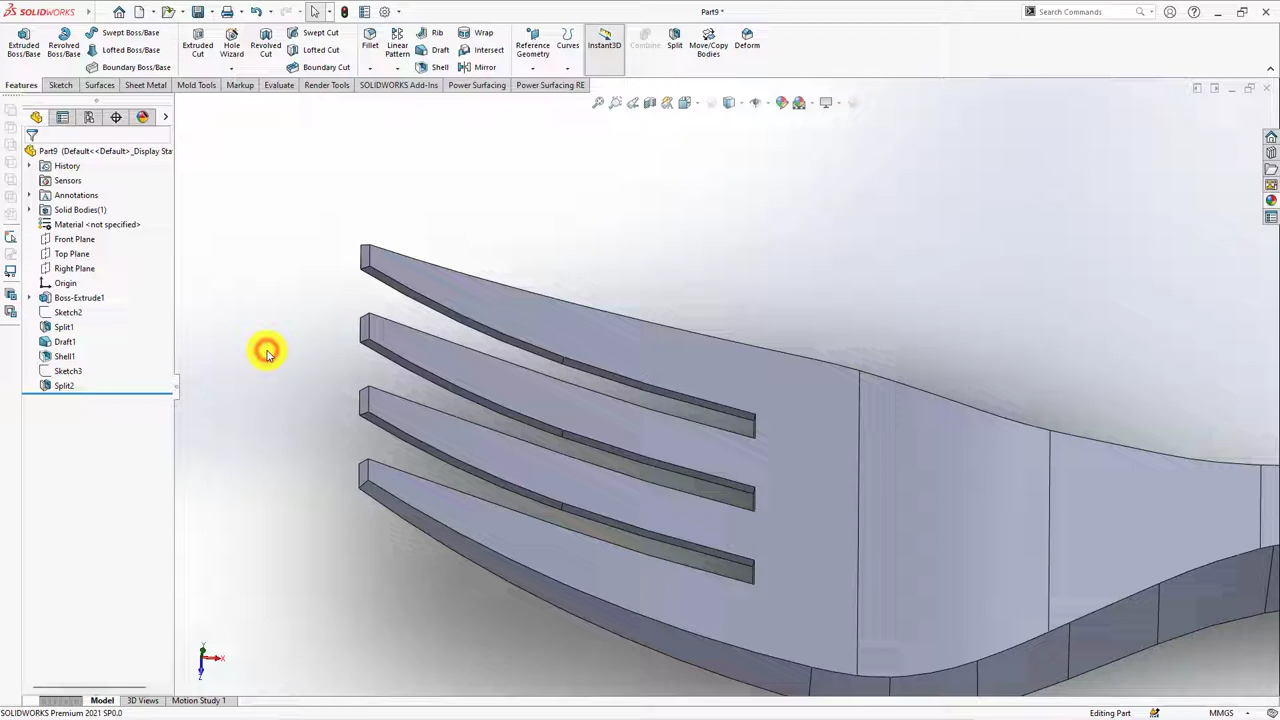 SOLIDWORKS
Part9 *
Search Commands
Extruded Boss/Base
Revolved Boss/Base
Swept Boss/Base
Lofted Boss/Base
Boundary Boss/Base
Extruded Cut
Hole Wizard
Revolved Cut
Swept Cut
Lofted Cut
Boundary Cut
Fillet
Linear Pattern
Rib
Draft
Shell
Wrap
Intersect
Mirror
Reference Geometry
Curves
Instant3D
Combine
Split
Move/Copy Bodies
Deform
Features
Sketch
Surfaces
Sheet Metal
Mold Tools
Markup
Evaluate
Render Tools
SOLIDWORKS Add-Ins
Power Surfacing
Power Surfacing RE
Part9 (Default<<Default>_Display Sta
History
Sensors
Annotations
Solid Bodies(1)
Material <not specified>
Front Plane
Top Plane
Right Plane
Origin
Boss-Extrude1
Sketch2
Split1
Draft1
Shell1
Sketch3
Split2
Y
X
Z
Model
3D Views
Motion Study 1
SOLIDWORKS Premium 2021 SP0.0
Editing Part
MMGS